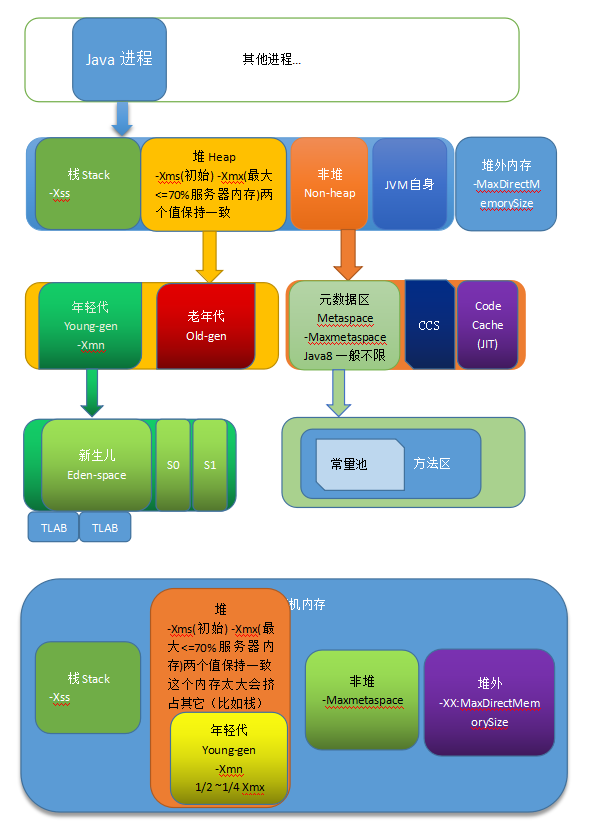 Java 进程
其他进程...
栈 Stack
-Xss
堆 Heap
-Xms(初始) -Xmx(最大
<=70%服务器内存)两
个值保持一致
非堆
Non-heap
JVM 自身
堆外内存
-MaxDirectM
emorySize
年轻代
Young-gen
-Xmn
老年代
Old-gen
元数据区
Metaspace
-Maxmetaspace
Java8 一般不限
CCS
Code
Cache
(JIT)
新生儿
Eden-space
S0
S1
常量池
方法区
TLAB
TLAB
机内存
栈 Stack
-Xss
堆
-Xms(初始) -Xmx(最
大<=70%服务器内
存)两个值保持一致
这个内存太大会挤
占其它（比如栈）
年轻代
Young-gen
-Xmn
1/2 ~1/4 Xmx
非堆
-Maxmetaspace
堆外
-XX:MaxDirectMem
orySize